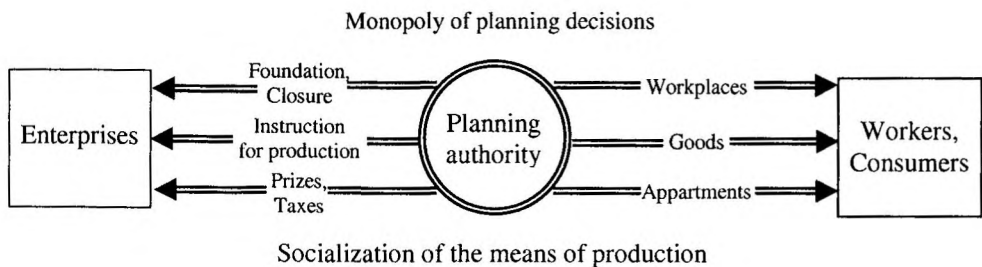 Monopoly of planning decisions
Enterprises
Foundation,
Closure
Instruction
for production
Prizes,
Taxes
Planning
authority
Workplaces
Goods
Appartments
Workers,
Consumers
Socialization of the means of production